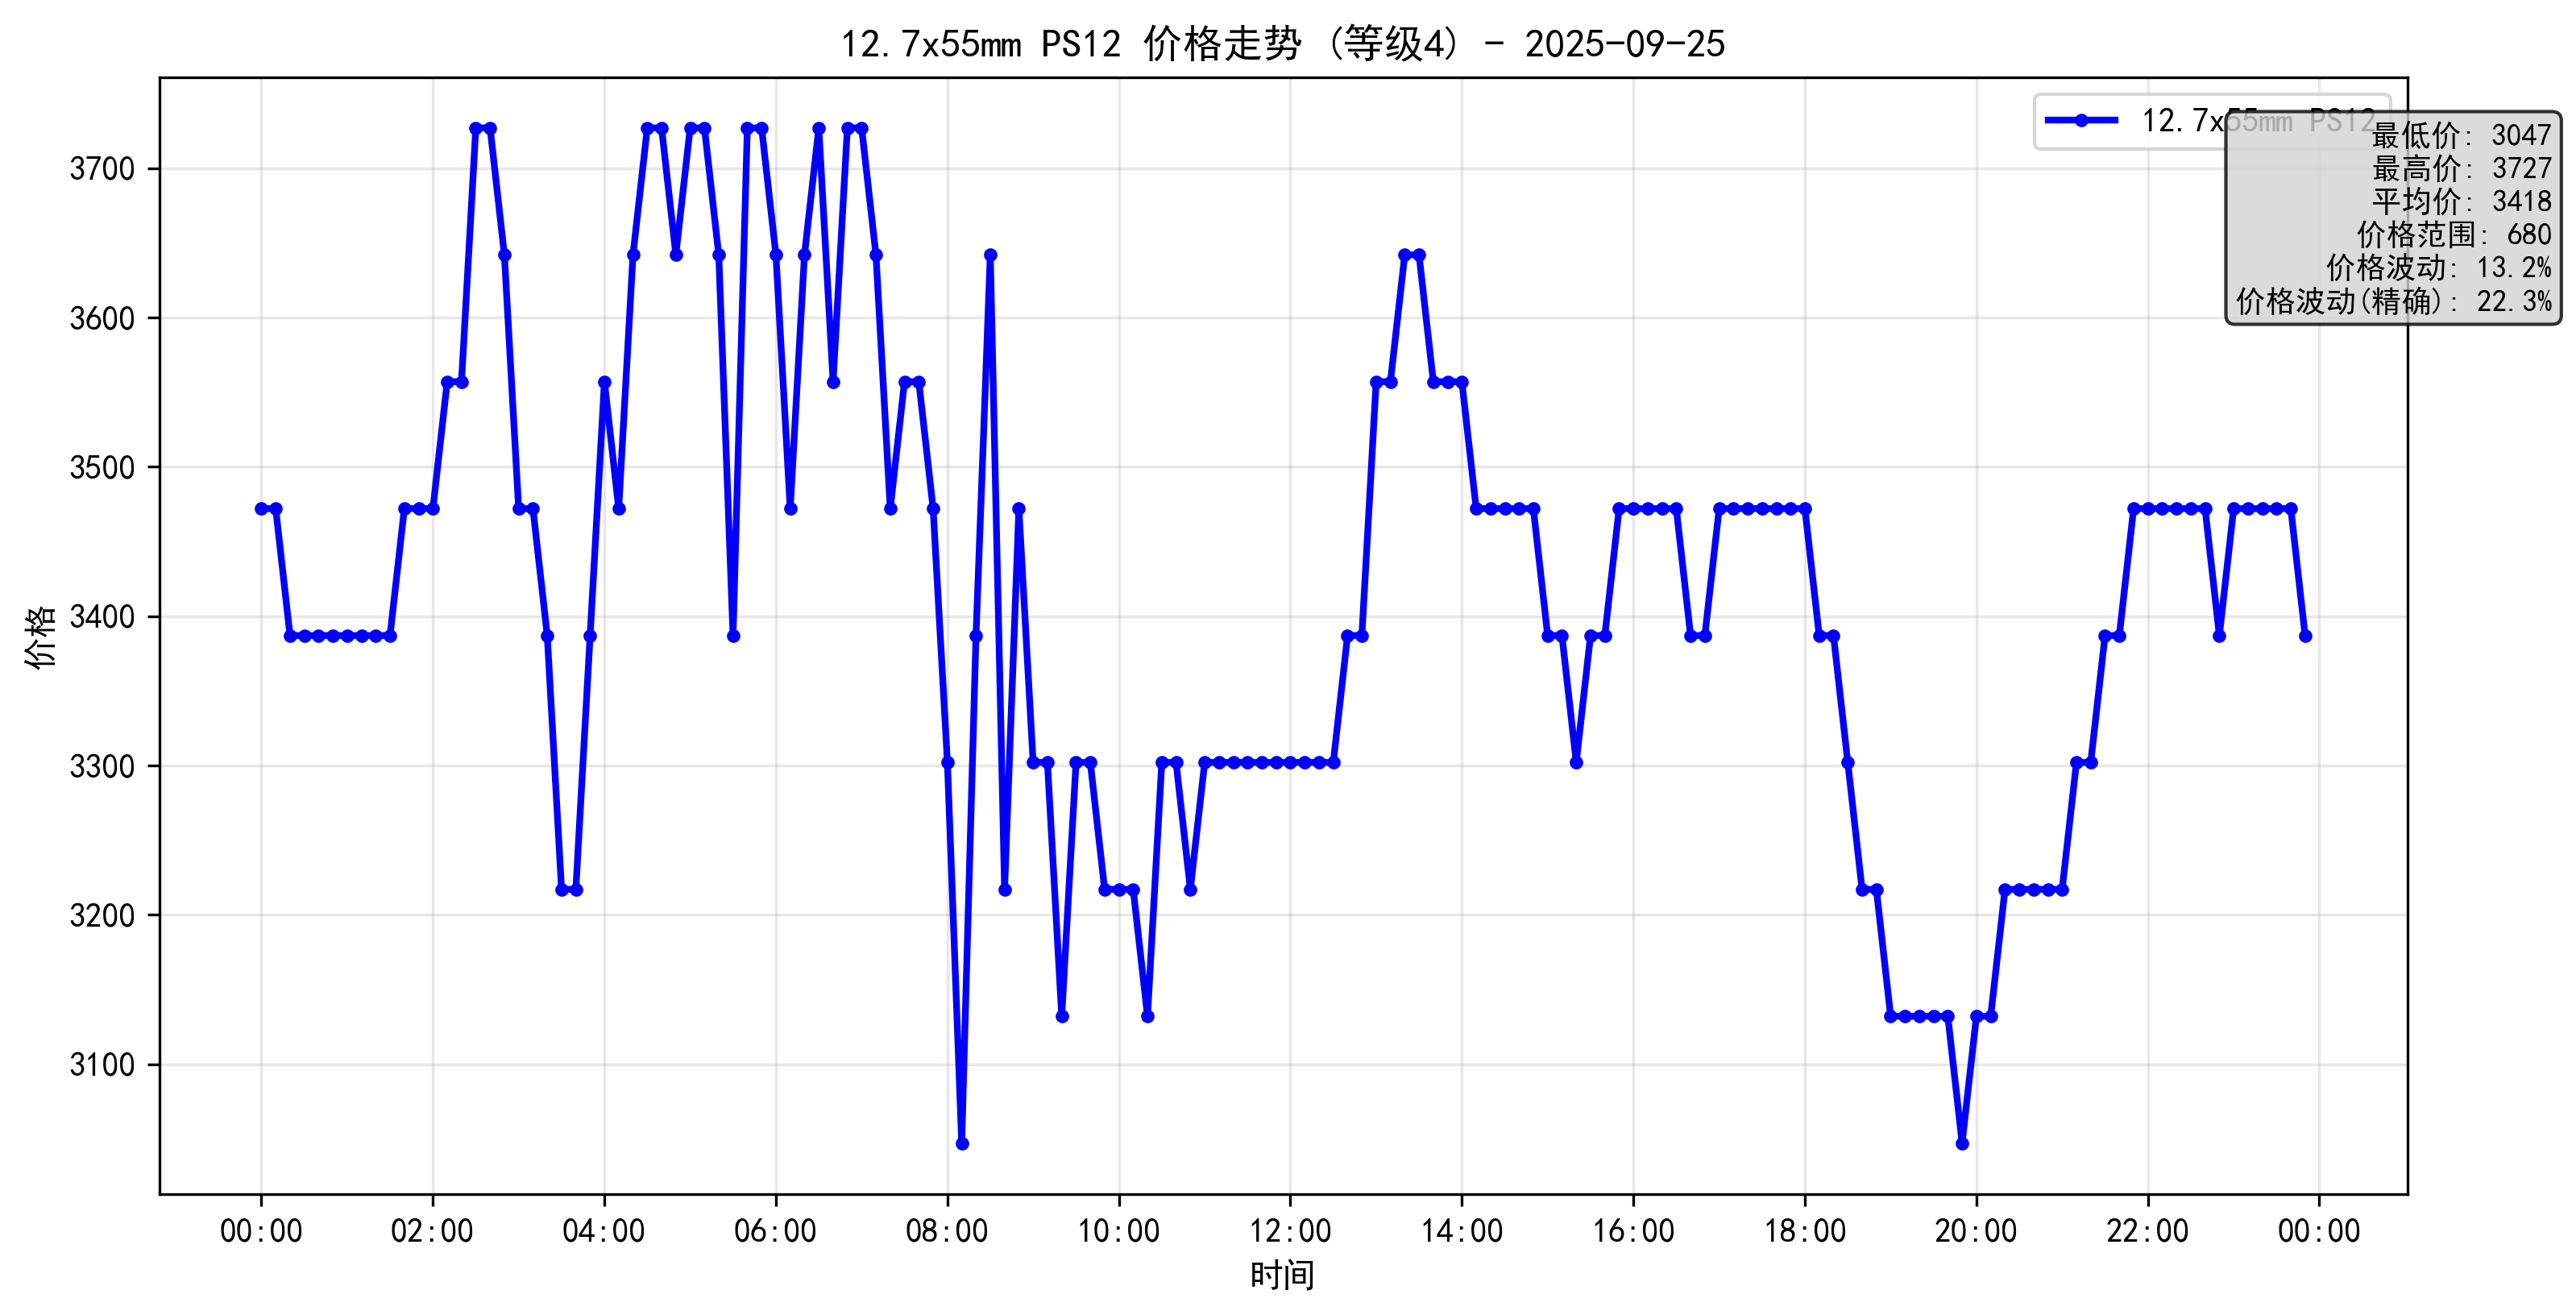 12.7x55mm PS12 价格走势 (等级4) - 2025-09-25
12.7x55mm PS12
最低价: 3047
最高价: 3727
平均价: 3418
价格范围: 680
价格波动: 13.2%
价格波动(精确): 22.3%
价格
3700
3600
3500
3400
3300
3200
3100
00:00 02:00 04:00 06:00 08:00 10:00 12:00 14:00 16:00 18:00 20:00 22:00 00:00
时间